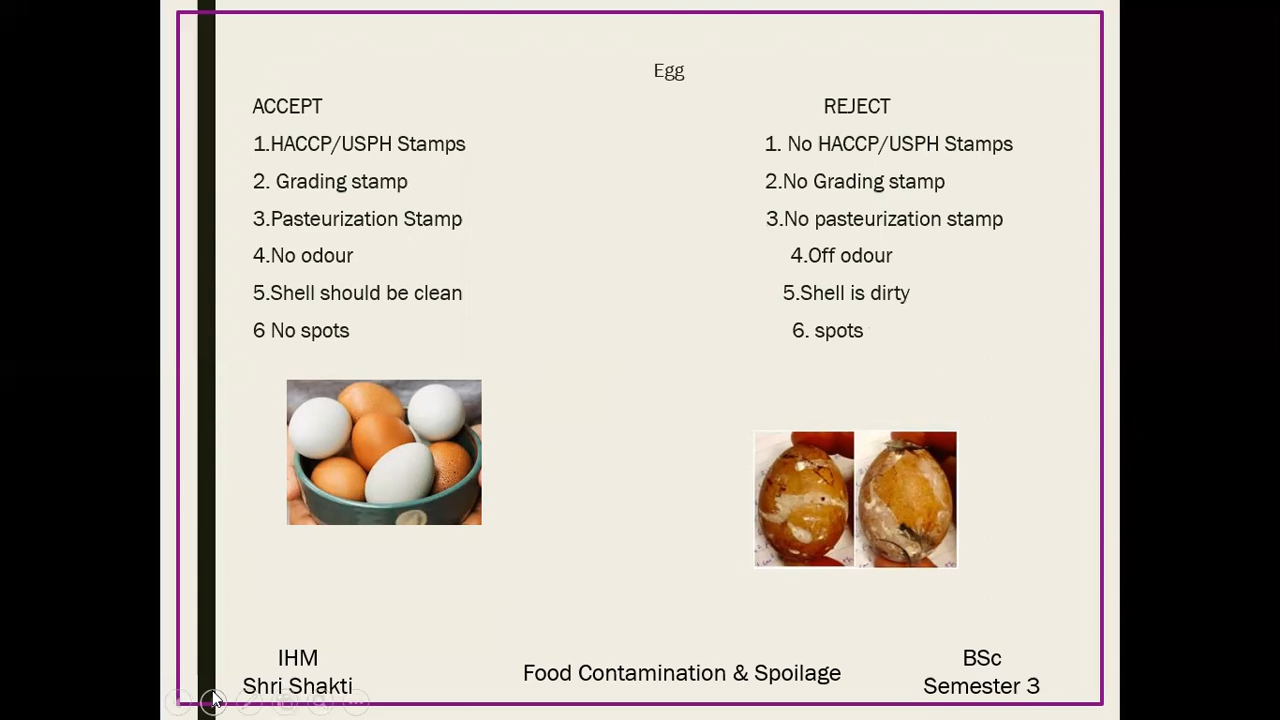 Egg
ACCEPT REJECT
1.HACCP/USPH Stamps 1. No HACCP/USPH Stamps
2. Grading stamp 2.No Grading stamp
3.Pasteurization Stamp 3.No pasteurization stamp
4.No odour 4.Off odour
5.Shell should be clean 5.Shell is dirty
6 No spots 6. spots
IHM
Shri Shakti
Food Contamination & Spoilage
BSc
Semester 3